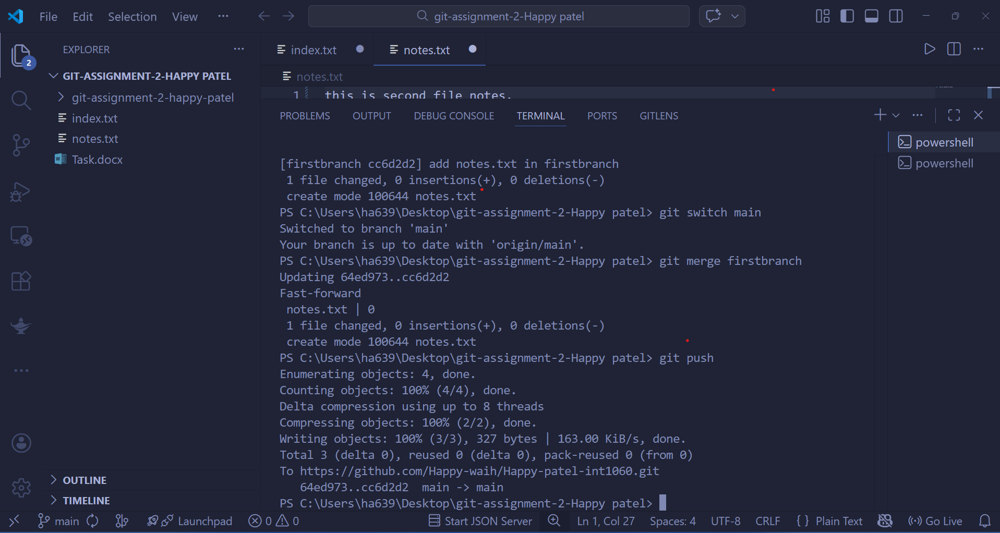 File Edit Selection View ··· git-assignment-2-Happy patel
EXPLORER ···
2
GIT-ASSIGNMENT-2-HAPPY PATEL
git-assignment-2-happy-patel
index.txt
notes.txt
Task.docx
OUTLINE
TIMELINE
index.txt notes.txt
notes.txt
1 this is second file notes.
PROBLEMS OUTPUT DEBUG CONSOLE TERMINAL PORTS GITLENS
powershell
powershell
[firstbranch cc6d2d2] add notes.txt in firstbranch
1 file changed, 0 insertions(+), 0 deletions(-)
create mode 100644 notes.txt
PS C:\Users\ha639\Desktop\git-assignment-2-Happy patel> git switch main
Switched to branch 'main'
Your branch is up to date with 'origin/main'.
PS C:\Users\ha639\Desktop\git-assignment-2-Happy patel> git merge firstbranch
Updating 64ed973..cc6d2d2
Fast-forward
notes.txt | 0
1 file changed, 0 insertions(+), 0 deletions(-)
create mode 100644 notes.txt
PS C:\Users\ha639\Desktop\git-assignment-2-Happy patel> git push
Enumerating objects: 4, done.
Counting objects: 100% (4/4), done.
Delta compression using up to 8 threads
Compressing objects: 100% (2/2), done.
Writing objects: 100% (3/3), 327 bytes | 163.00 KiB/s, done.
Total 3 (delta 0), reused 0 (delta 0), pack-reused 0 (from 0)
To https://github.com/Happy-waih/Happy-patel-int1060.git
64ed973..cc6d2d2 main -> main
PS C:\Users\ha639\Desktop\git-assignment-2-Happy patel>
main Launchpad 0 0 Start JSON Server Ln 1, Col 27 Spaces: 4 UTF-8 CRLF {} Plain Text Go Live